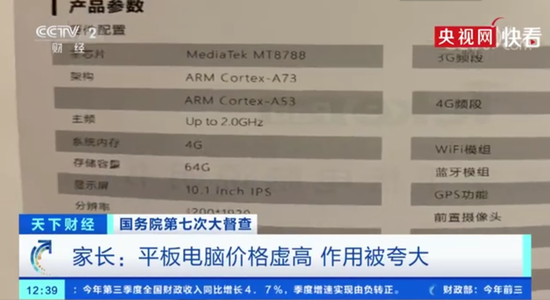 产品参数
CCTV 2
财经
央视网 快看
配置
芯片 MediaTek MT8788 3G频段
架构 ARM Cortex-A73
ARM Cortex-A53 4G频段
主频 Up to 2.0GHz
系统内存 4G WiFi模组
存储容量 64G 蓝牙模组
显示屏 10.1 inch IPS GPS功能
分辨率 1200*1920 前置摄像头
天下财经 国务院第七次大督查
家长：平板电脑价格虚高 作用被夸大
12:39 ：今年第三季度全国财政收入同比增长4．7％，季度增速实现由负转正。 财政部：今年前三